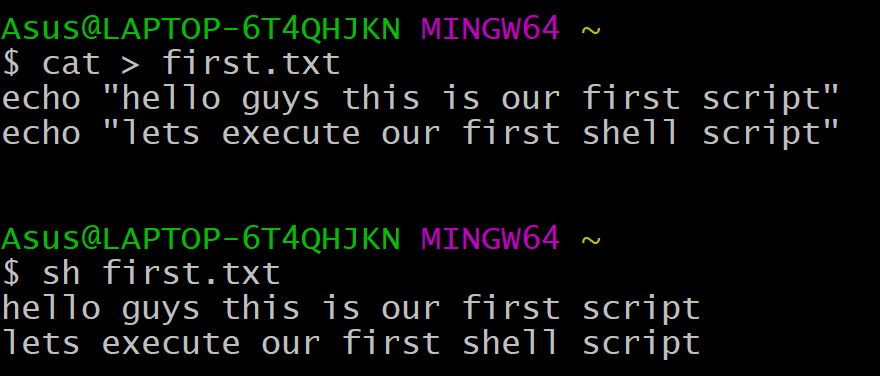 Asus@LAPTOP-6T4QHJKN MINGW64 ~
$ cat > first.txt
echo "hello guys this is our first script"
echo "lets execute our first shell script"
Asus@LAPTOP-6T4QHJKN MINGW64 ~
$ sh first.txt
hello guys this is our first script
lets execute our first shell script